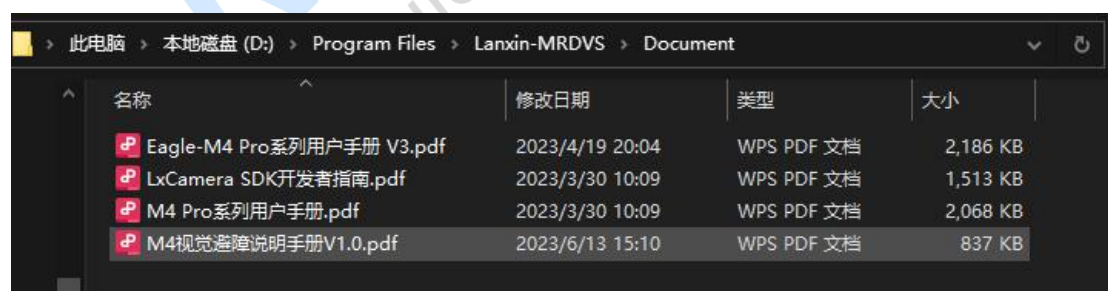 此电脑 > 本地磁盘 (D:) > Program Files > Lanxin-MRDVS > Document
名称 修改日期 类型 大小
Eagle-M4 Pro系列用户手册 V3.pdf 2023/4/19 20:04 WPS PDF 文档 2,186 KB
LxCamera SDK开发者指南.pdf 2023/3/30 10:09 WPS PDF 文档 1,513 KB
M4 Pro系列用户手册.pdf 2023/3/30 10:09 WPS PDF 文档 2,068 KB
M4视觉避障说明手册V1.0.pdf 2023/6/13 15:10 WPS PDF 文档 837 KB